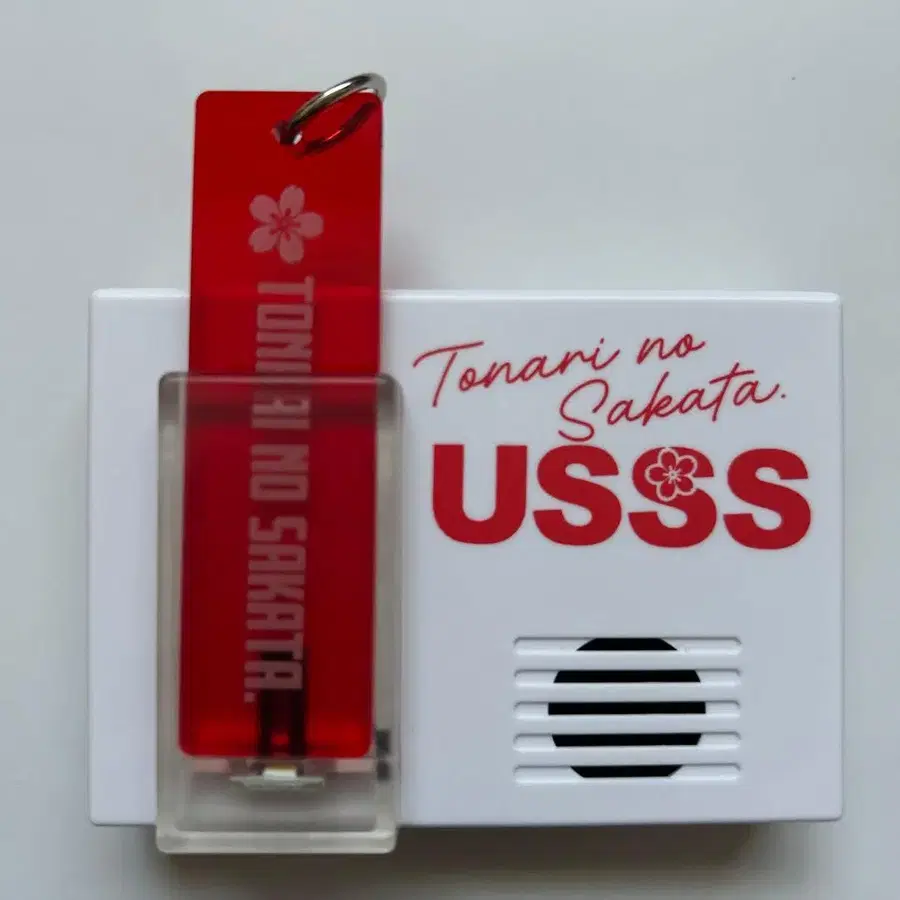 TONARI NO SAKATA.
Tonari no
Sakata.
USSS